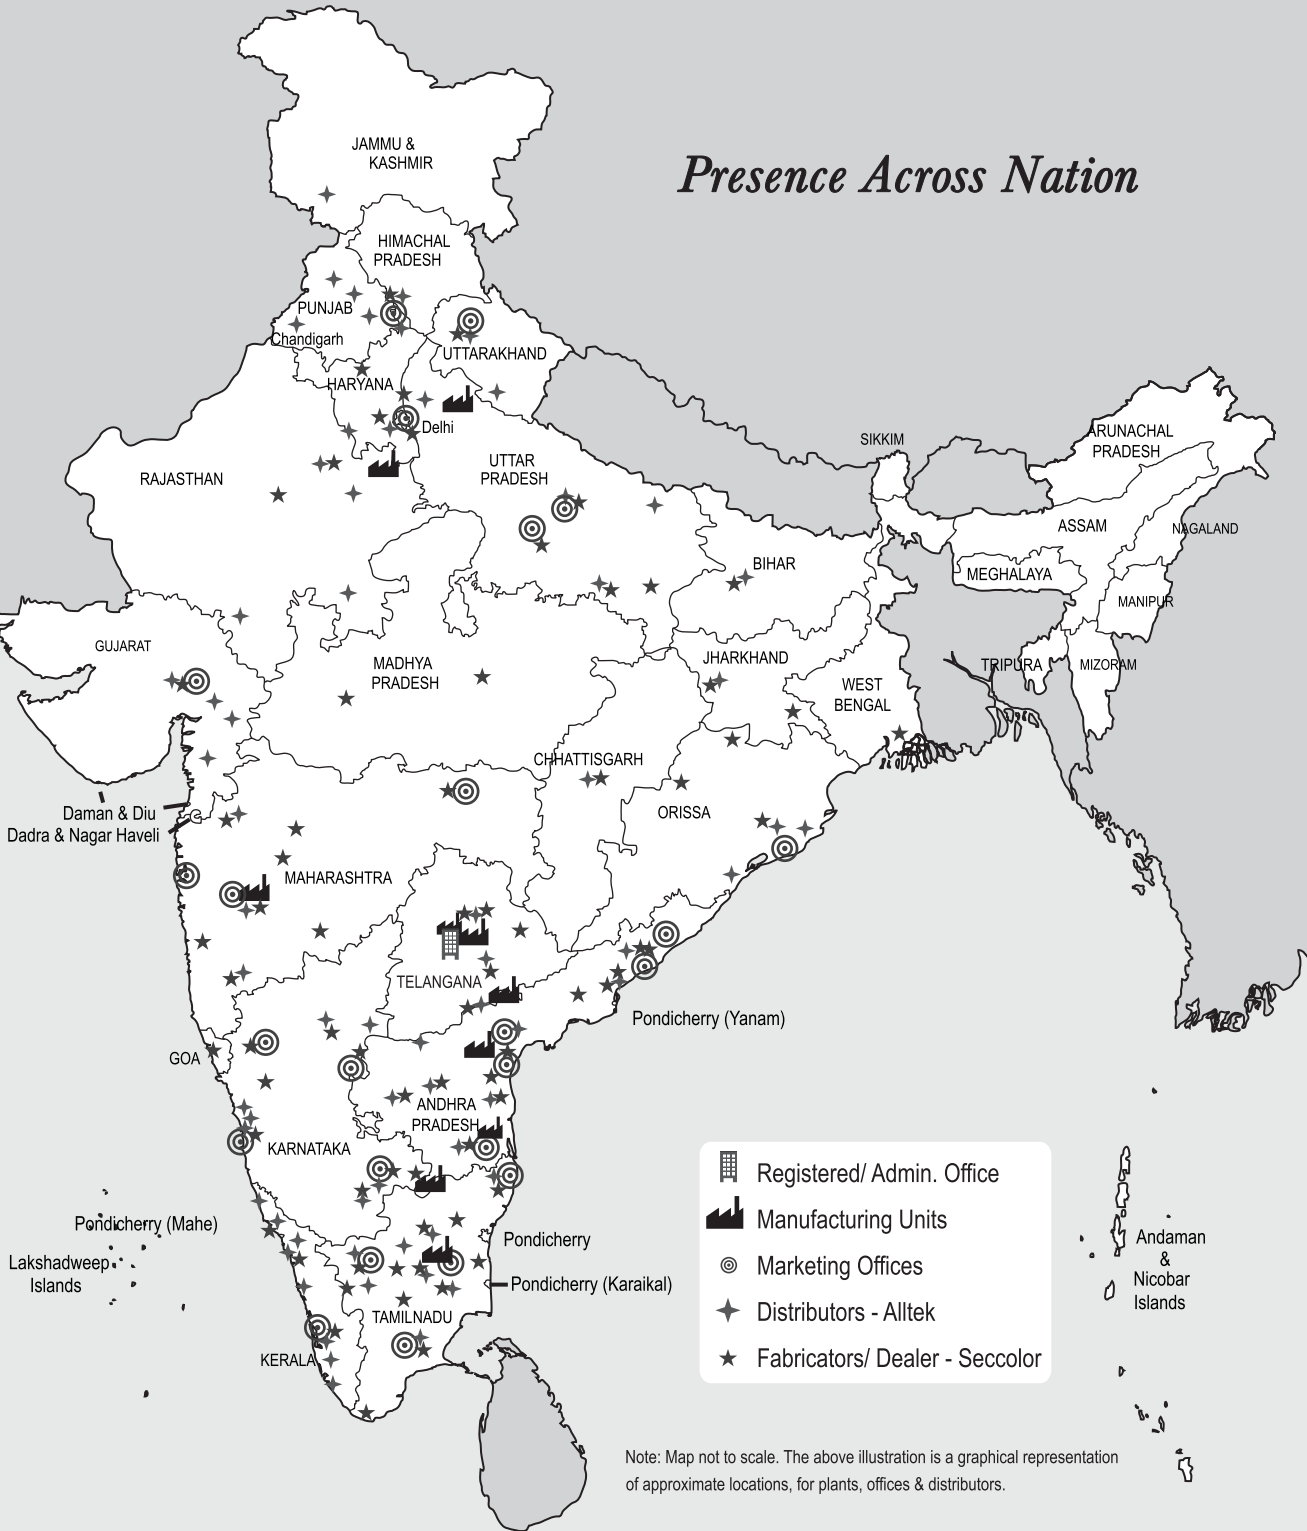 JAMMU &
KASHMIR
Presence Across Nation
HIMACHAL
PRADESH
PUNJAB
Chandigarh
UTTARAKHAND
HARYANA
Delhi
SIKKIM
ARUNACHAL
PRADESH
RAJASTHAN
UTTAR
PRADESH
ASSAM
NAGALAND
BIHAR
MEGHALAYA
MANIPUR
GUJARAT
MADHYA
PRADESH
JHARKHAND
TRIPURA
MIZORAM
WEST
BENGAL
CHHATTISGARH
Daman & Diu
ORISSA
Dadra & Nagar Haveli
MAHARASHTRA
TELANGANA
Pondicherry (Yanam)
GOA
ANDHRA
PRADESH
KARNATAKA
Registered/ Admin. Office
Manufacturing Units
Marketing Offices
Distributors - Alltek
Fabricators/ Dealer - Seccolor
Pondicherry (Mahe)
Pondicherry
Andaman
&
Nicobar
Islands
Lakshadweep
Islands
Pondicherry (Karaikal)
TAMILNADU
KERALA
Note: Map not to scale. The above illustration is a graphical representation
of approximate locations, for plants, offices & distributors.